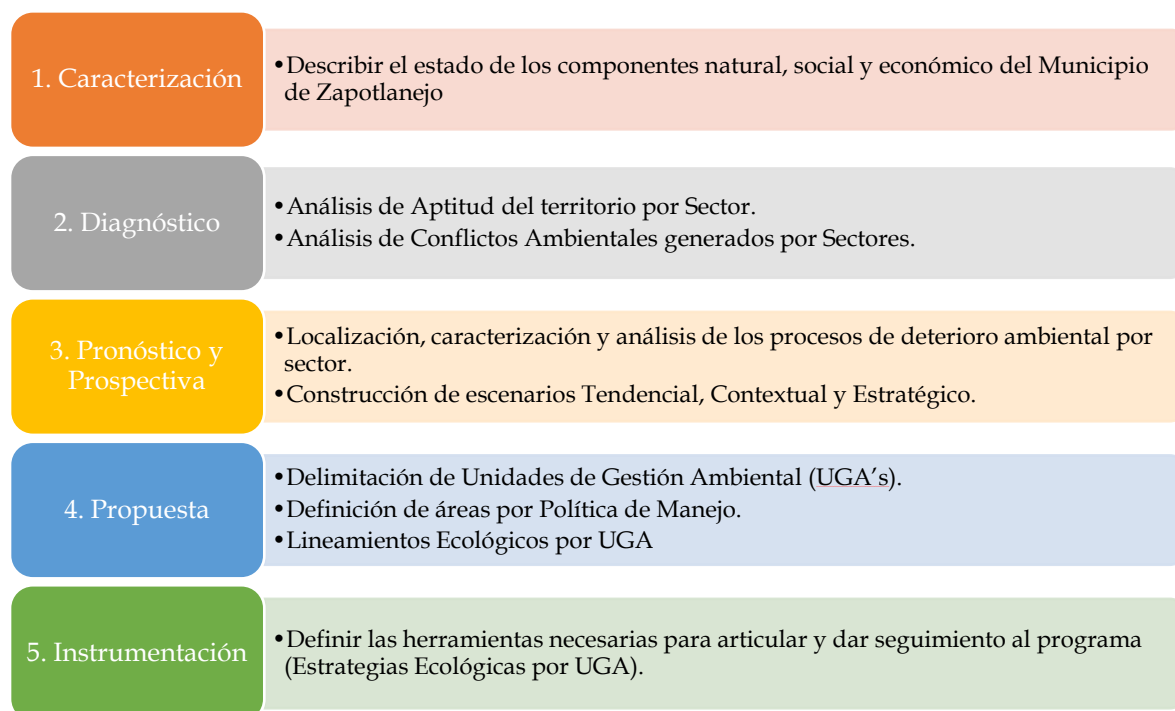 1. Caracterización
•Describir el estado de los componentes natural, social y económico del Municipio
de Zapotlanejo
2. Diagnóstico
•Análisis de Aptitud del territorio por Sector.
•Análisis de Conflictos Ambientales generados por Sectores.
3. Pronóstico y
Prospectiva
•Localización, caracterización y análisis de los procesos de deterioro ambiental por
sector.
•Construcción de escenarios Tendencial, Contextual y Estratégico.
4. Propuesta
•Delimitación de Unidades de Gestión Ambiental (UGA’s).
•Definición de áreas por Política de Manejo.
•Lineamientos Ecológicos por UGA
5. Instrumentación
•Definir las herramientas necesarias para articular y dar seguimiento al programa
(Estrategias Ecológicas por UGA).